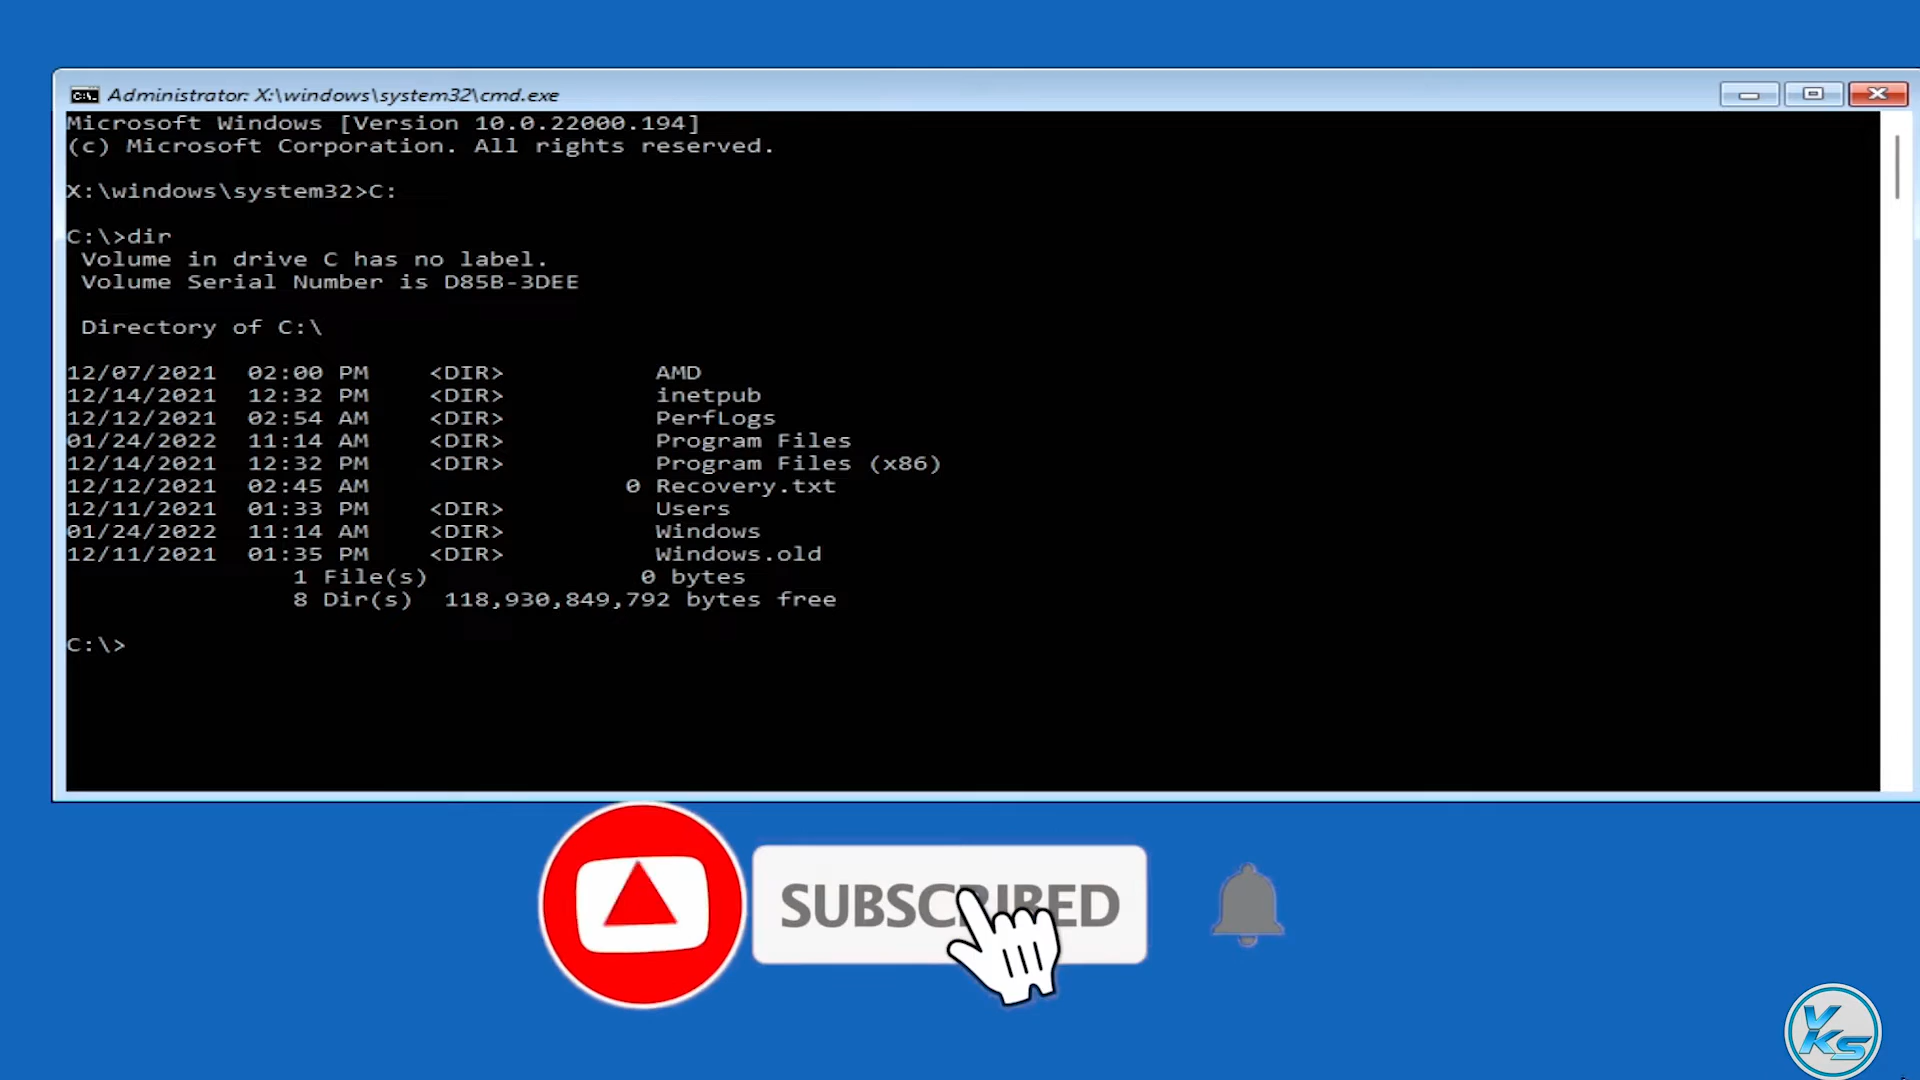 Administrator: X:\windows\system32\cmd.exe
Microsoft Windows [Version 10.0.22000.194]
(c) Microsoft Corporation. All rights reserved.
X:\windows\system32>C:
C:\>dir
Volume in drive C has no label.
Volume Serial Number is D85B-3DEE
Directory of C:\
12/07/2021 02:00 PM <DIR> AMD
12/14/2021 12:32 PM <DIR> inetpub
12/12/2021 02:54 AM <DIR> PerfLogs
01/24/2022 11:14 AM <DIR> Program Files
12/14/2021 12:32 PM <DIR> Program Files (x86)
12/12/2021 02:45 AM 0 Recovery.txt
12/11/2021 01:33 PM <DIR> Users
01/24/2022 11:14 AM <DIR> Windows
12/11/2021 01:35 PM <DIR> Windows.old
1 File(s) 0 bytes
8 Dir(s) 118,930,849,792 bytes free
C:\>
SUBSCRIBED
VKS